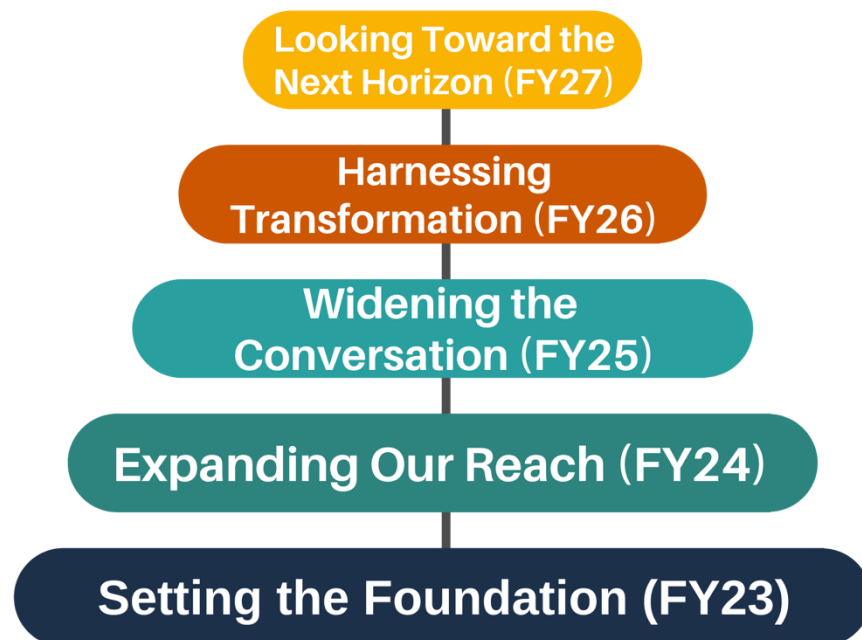 Looking Toward the
Next Horizon (FY27)
Harnessing
Transformation (FY26)
Widening the
Conversation (FY25)
Expanding Our Reach (FY24)
Setting the Foundation (FY23)